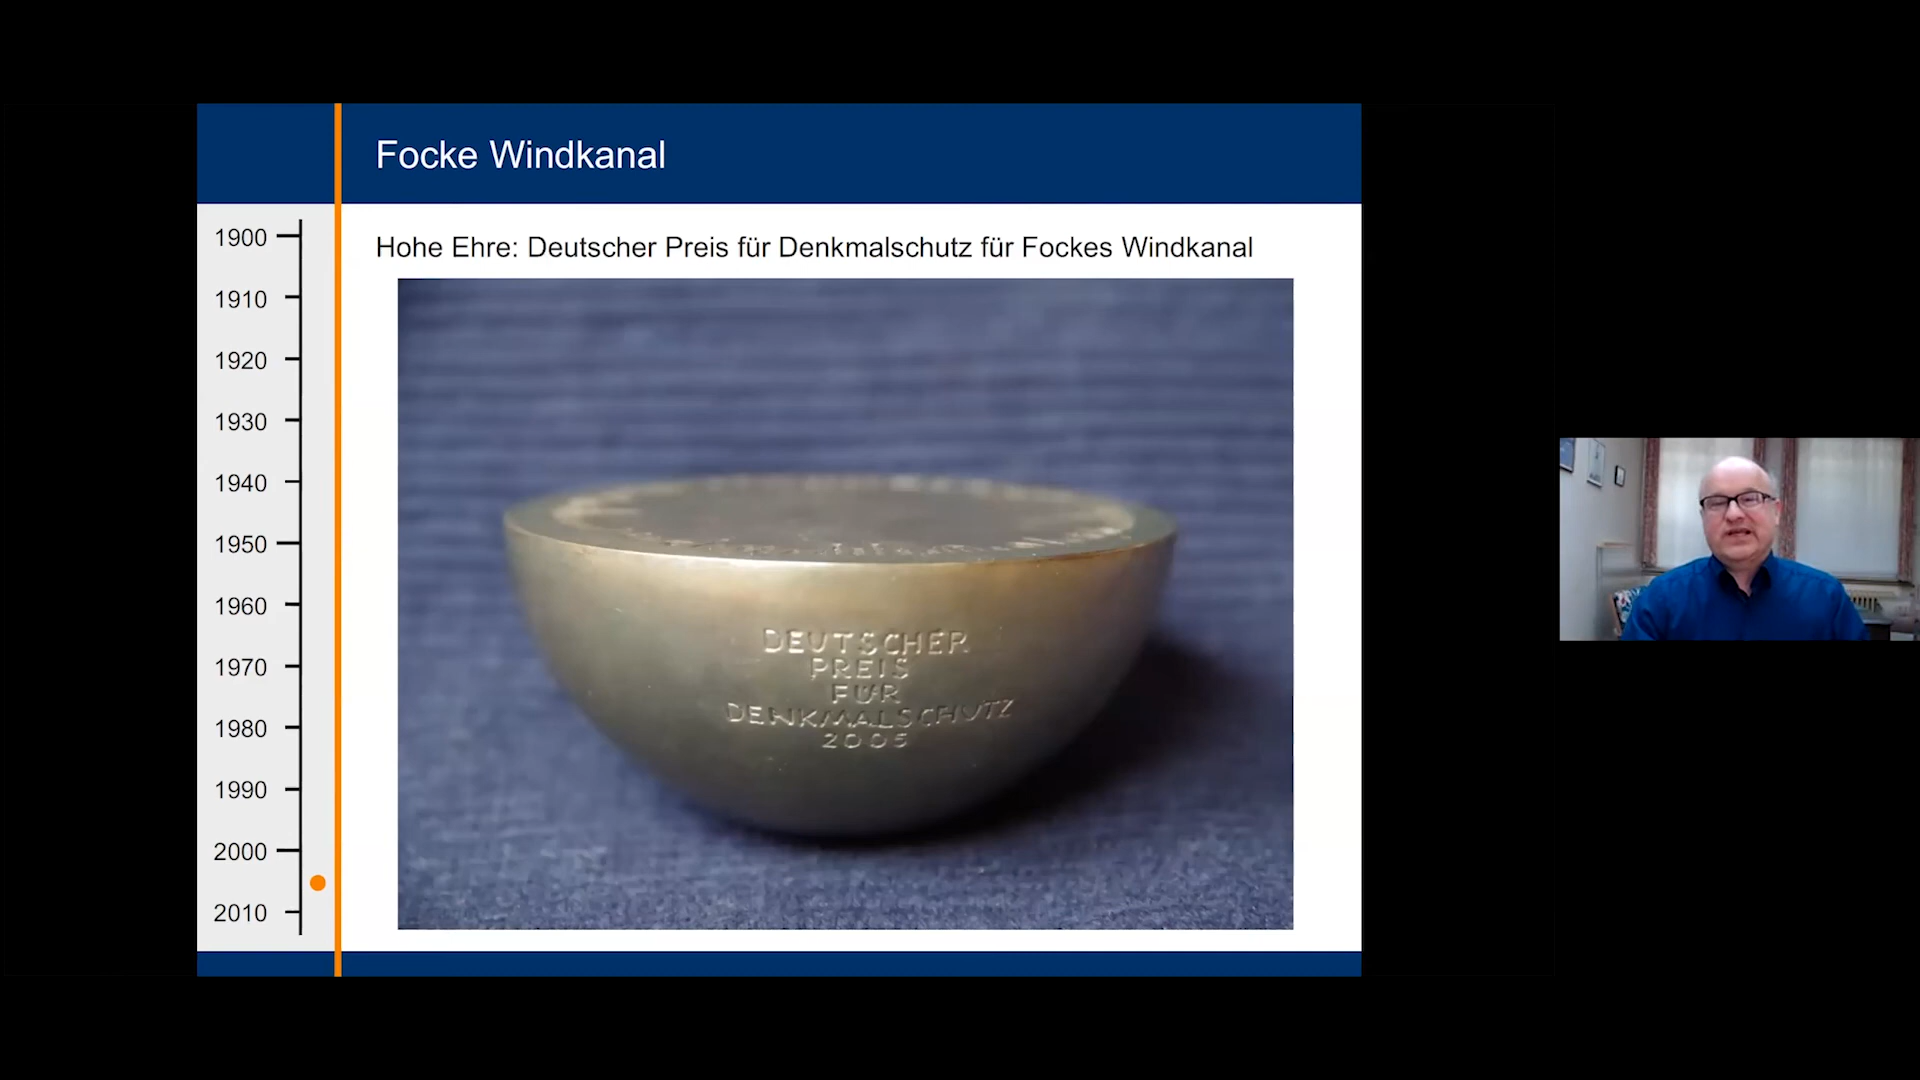 Focke Windkanal
Hohe Ehre: Deutscher Preis für Denkmalschutz für Fockes Windkanal
1900
1910
1920
1930
1940
1950
1960
1970
1980
1990
2000
2010
DEUTSCHER
PREIS
FÜR
DENKMALSCHUTZ
2005